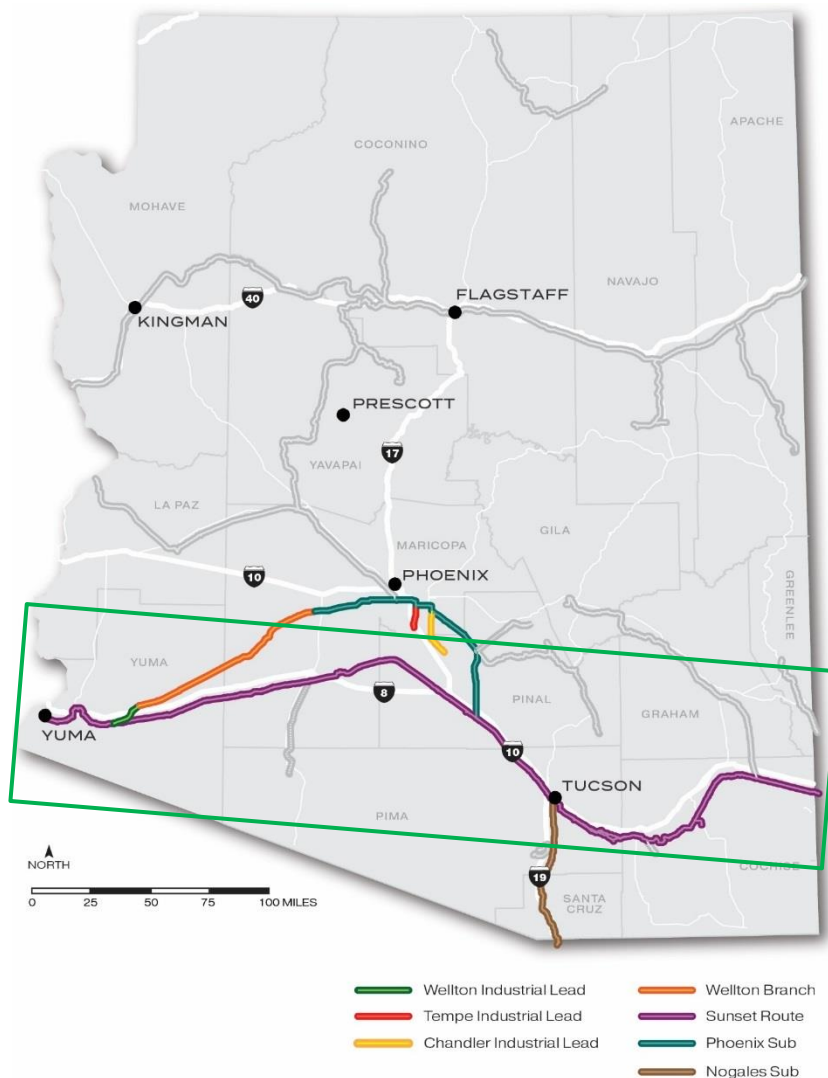 COCONINO
APACHE
MOHAVE
NAVAJO
40
FLAGSTAFF
KINGMAN
PRESCOTT
17
YAVAPAI
LA PAZ
GILA
MARICOPA
10
PHOENIX
GREENLEE
YUMA
8
PINAL
GRAHAM
YUMA
10
TUCSON
PIMA
COCHISE
NORTH
19
SANTA
CRUZ
0 25 50 75 100 MILES
Wellton Industrial Lead
Wellton Branch
Tempe Industrial Lead
Sunset Route
Chandler Industrial Lead
Phoenix Sub
Nogales Sub